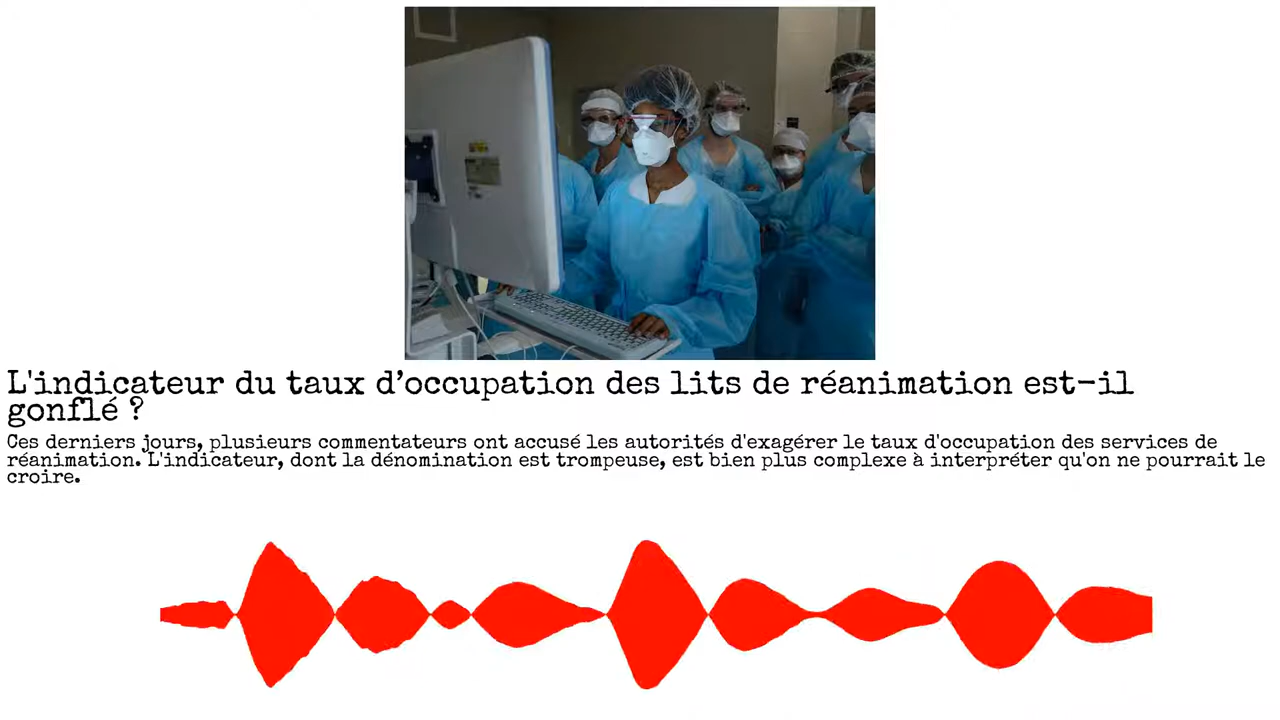 L'indicateur du taux d’occupation des lits de réanimation est-il
gonflé ?
Ces derniers jours, plusieurs commentateurs ont accusé les autorités d'exagérer le taux d'occupation des services de
réanimation. L'indicateur, dont la dénomination est trompeuse, est bien plus complexe à interpréter qu'on ne pourrait le
croire.